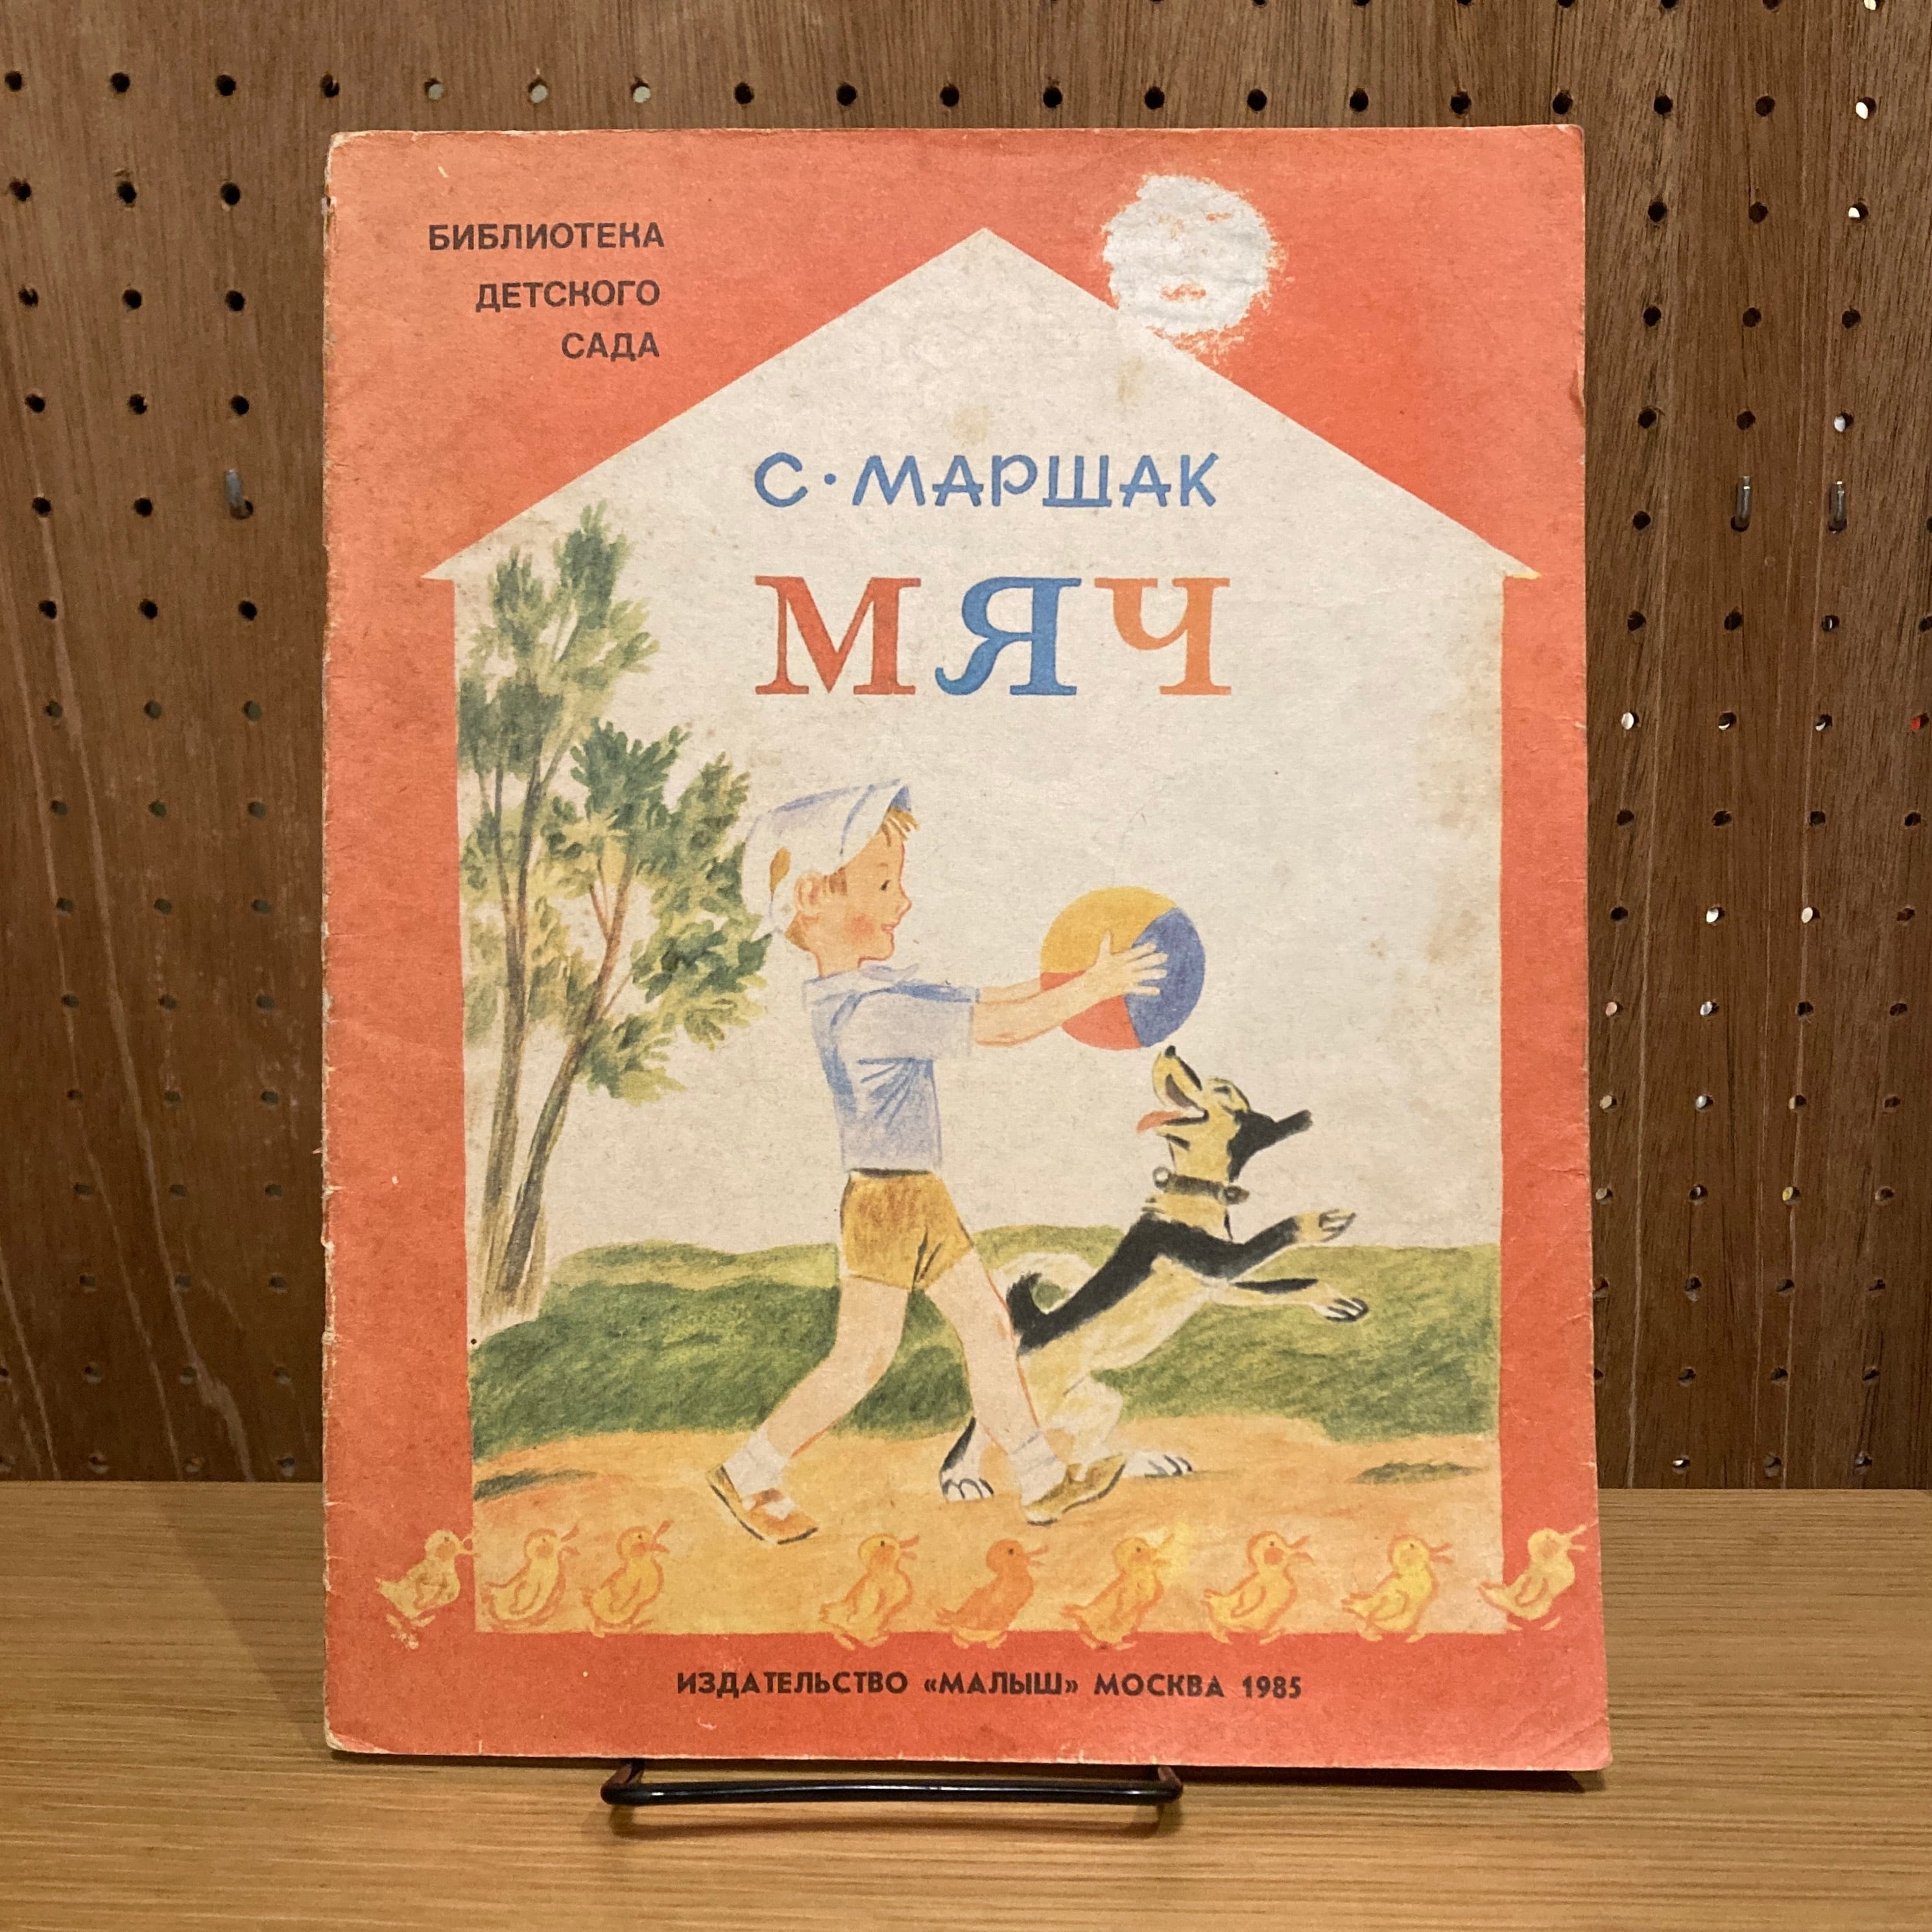 БИБЛИОТЕКА
ДЕТСКОГО
САДА
С·МАРШАК
МЯЧ
ИЗДАТЕЛЬСТВО «МАЛЫШ» МОСКВА 1985